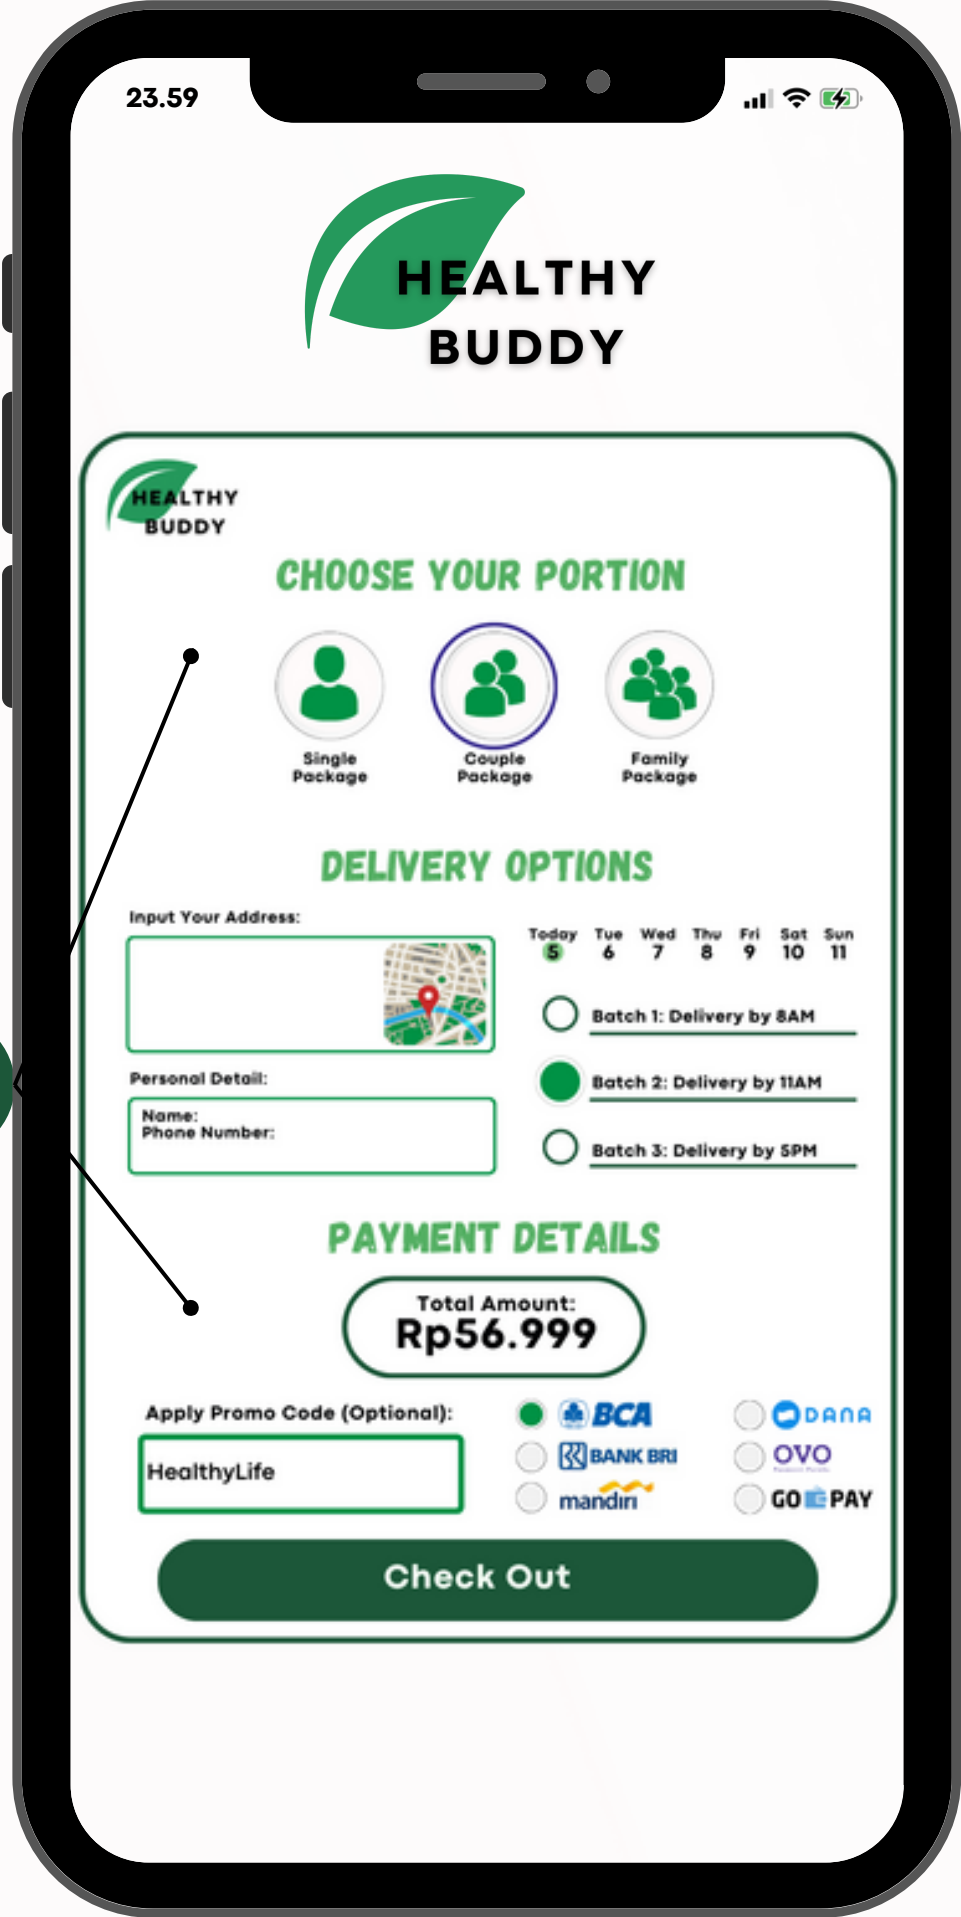 23.59
HEALTHY
BUDDY
HEALTHY
BUDDY
CHOOSE YOUR PORTION
Single
Package
Couple
Package
Family
Package
DELIVERY OPTIONS
Input Your Address:
Today Tue Wed Thu Fri Sat Sun
5 6 7 8 9 10 11
Batch 1: Delivery by 8AM
Batch 2: Delivery by 11AM
Batch 3: Delivery by 5PM
Personal Detail:
Name:
Phone Number:
PAYMENT DETAILS
Total Amount:
Rp56.999
Apply Promo Code (Optional):
HealthyLife
BCA
BANK BRI
mandiri
DANA
OVO
GO PAY
Check Out